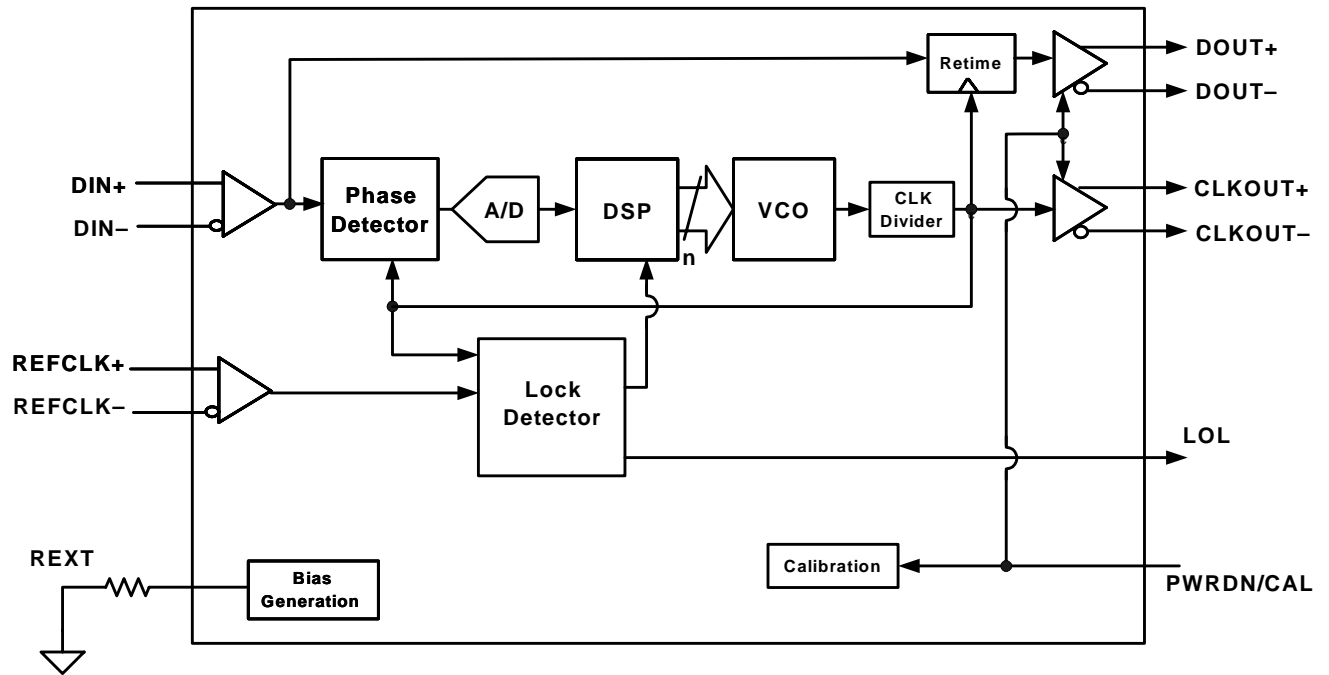 DOUT+
Retime
DOUT–
DIN+
Phase
Detector
A/D
DSP
VCO
CLK
Divider
CLKOUT+
DIN–
CLKOUT–
n
REFCLK+
REFCLK–
Lock
Detector
LOL
REXT
Bias
Generation
Calibration
PWRDN/CAL